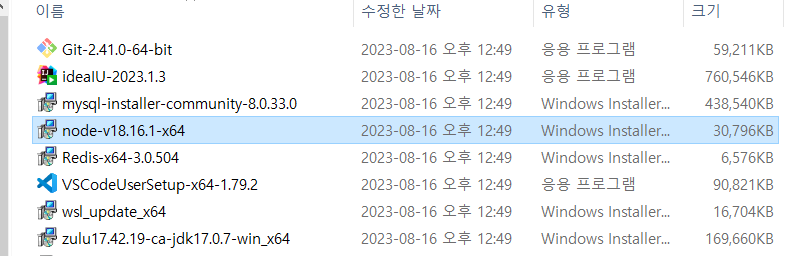 이름 수정한 날짜 유형 크기
Git-2.41.0-64-bit 2023-08-16 오후 12:49 응용 프로그램 59,211KB
ideaIU-2023.1.3 2023-08-16 오후 12:49 응용 프로그램 760,546KB
mysql-installer-community-8.0.33.0 2023-08-16 오후 12:49 Windows Installer... 438,540KB
node-v18.16.1-x64 2023-08-16 오후 12:49 Windows Installer... 30,796KB
Redis-x64-3.0.504 2023-08-16 오후 12:49 Windows Installer... 6,576KB
VSCodeUserSetup-x64-1.79.2 2023-08-16 오후 12:49 응용 프로그램 90,821KB
wsl_update_x64 2023-08-16 오후 12:49 Windows Installer... 16,704KB
zulu17.42.19-ca-jdk17.0.7-win_x64 2023-08-16 오후 12:49 Windows Installer... 169,660KB